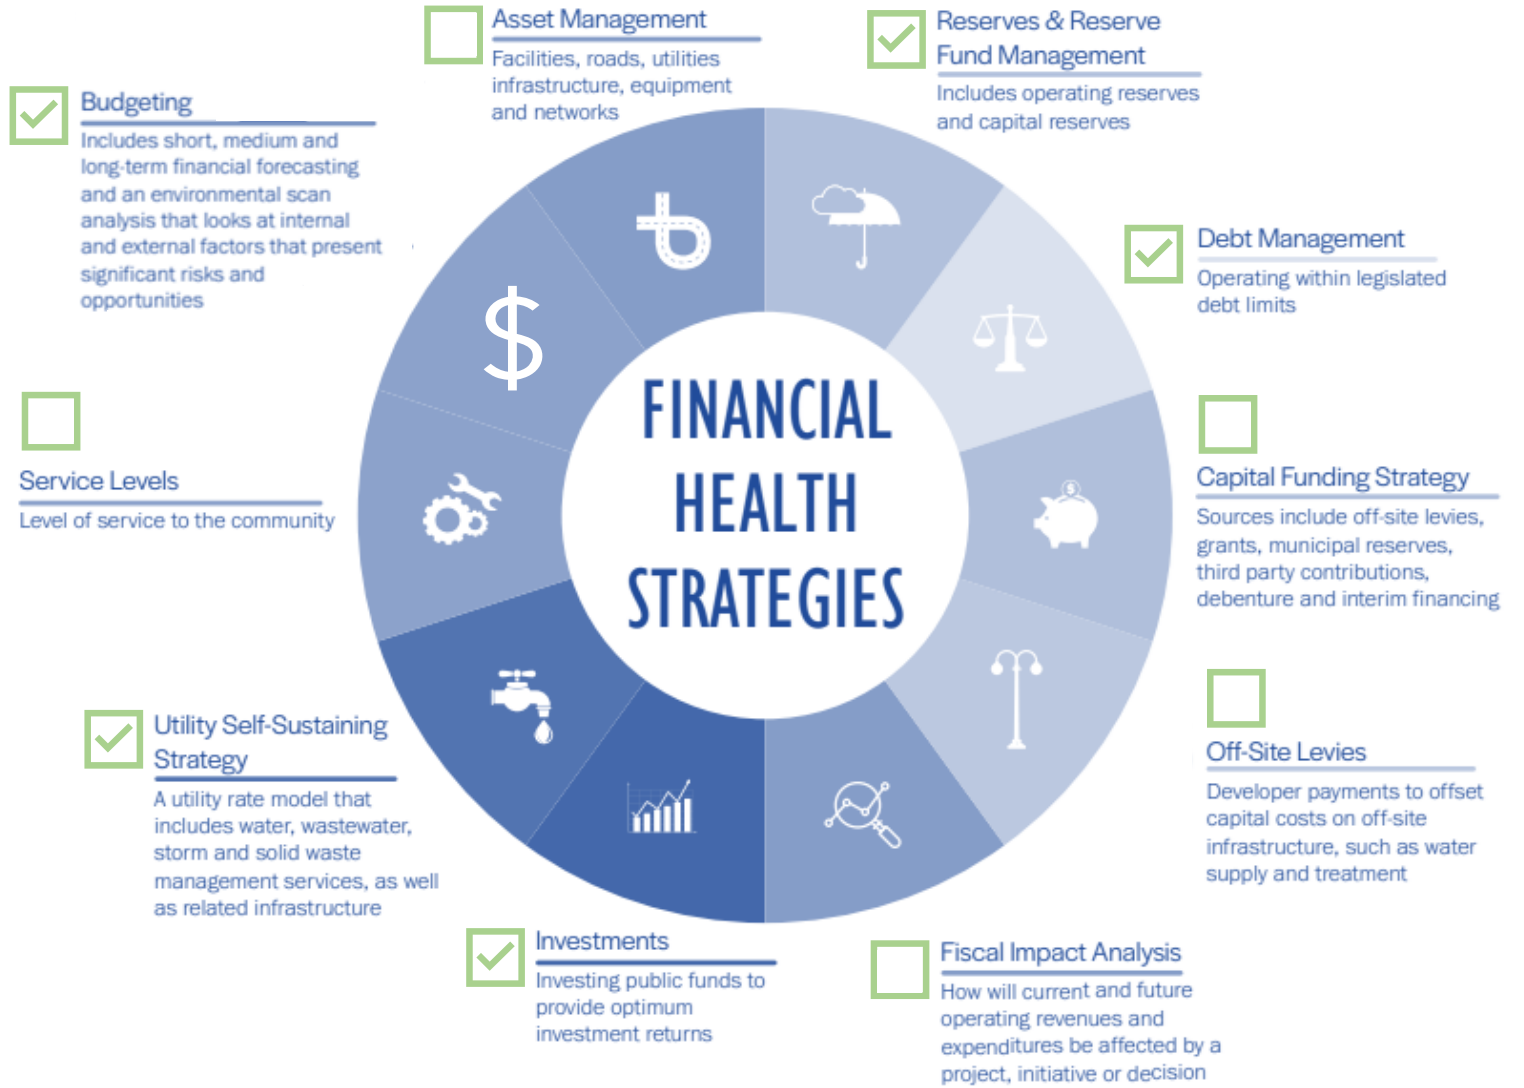 Asset Management
Facilities, roads, utilities
infrastructure, equipment
and networks
Reserves & Reserve
Fund Management
Includes operating reserves
and capital reserves
Budgeting
Includes short, medium and
long-term financial forecasting
and an environmental scan
analysis that looks at internal
and external factors that present
significant risks and
opportunities
Debt Management
Operating within legislated
debt limits
$
FINANCIAL
HEALTH
STRATEGIES
Service Levels
Level of service to the community
Capital Funding Strategy
Sources include off-site levies,
grants, municipal reserves,
third party contributions,
debenture and interim financing
$
Utility Self-Sustaining
Strategy
A utility rate model that
includes water, wastewater,
storm and solid waste
management services, as well
as related infrastructure
Off-Site Levies
Developer payments to offset
capital costs on off-site
infrastructure, such as water
supply and treatment
Investments
Investing public funds to
provide optimum
investment returns
Fiscal Impact Analysis
How will current and future
operating revenues and
expenditures be affected by a
project, initiative or decision